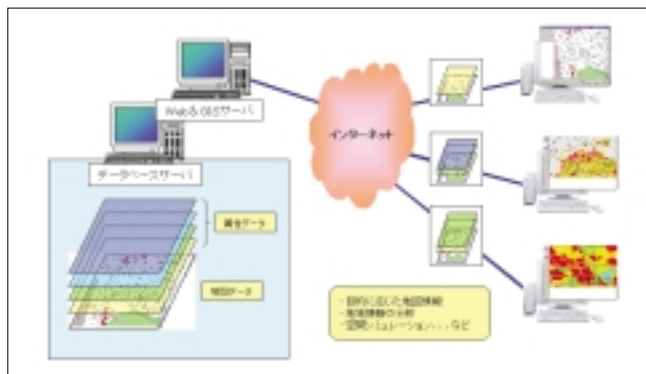 Web& GISサーバ
データベースサーバ
インターネット
属性データ
地図データ
・目的に応じた地図情報
・地域情報の分析
・空間シミュレーション...など